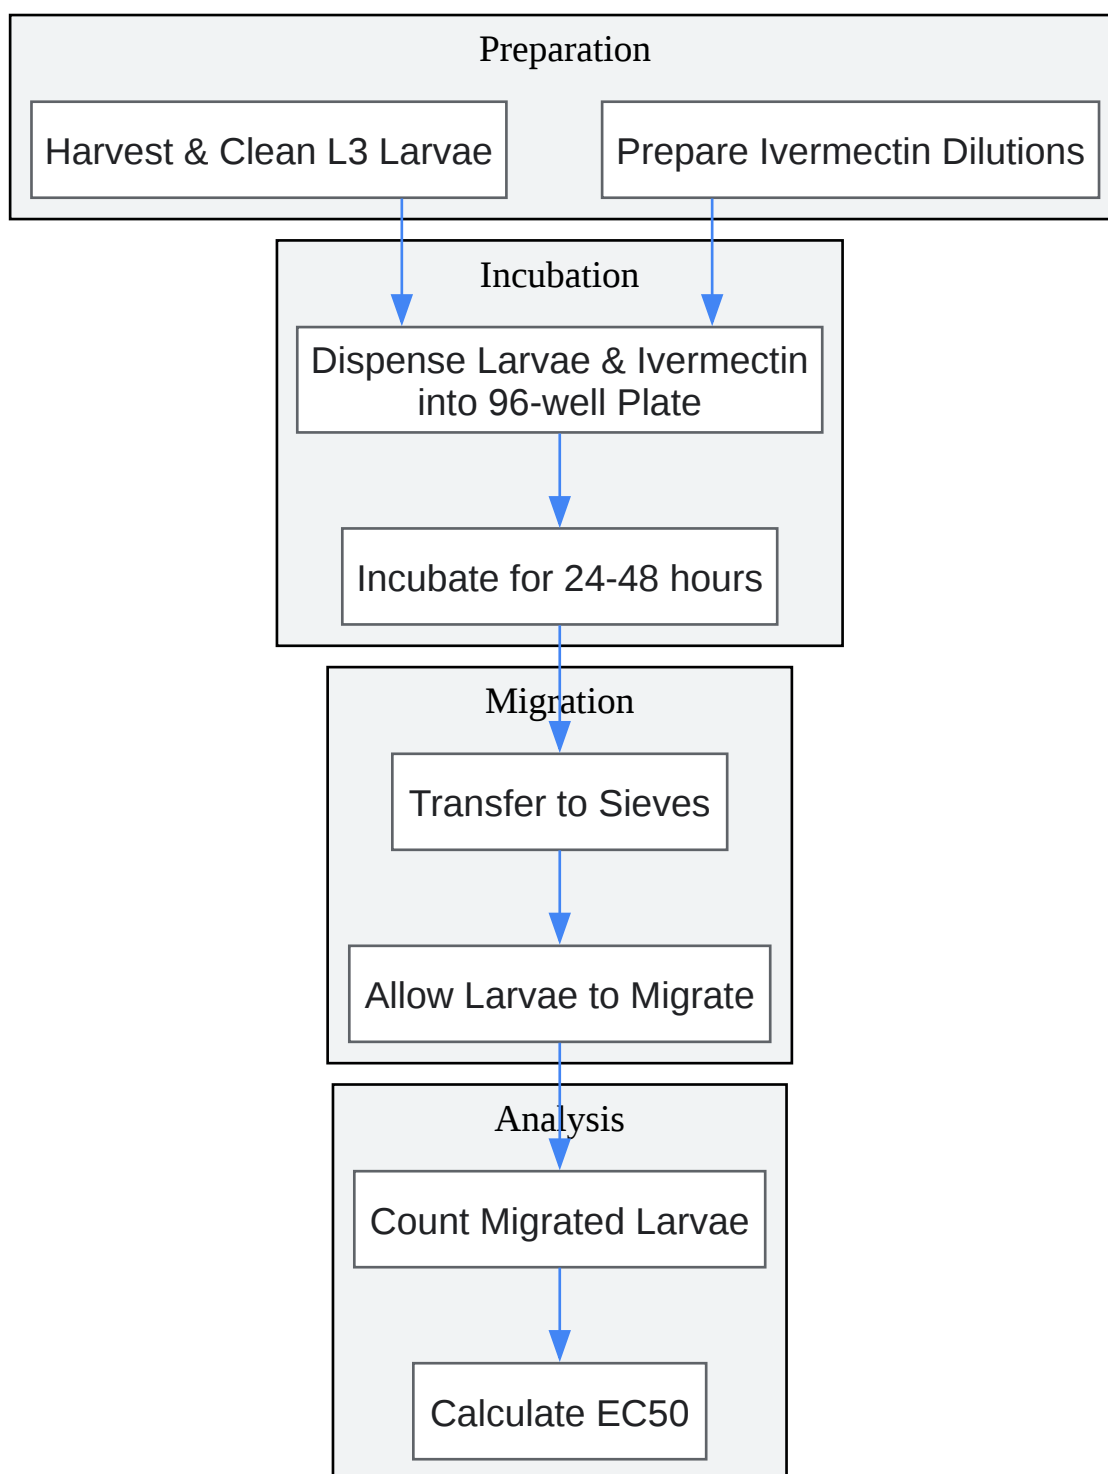 Preparation
Harvest & Clean L3 Larvae
Prepare Ivermectin Dilutions
Incubation
Dispense Larvae & Ivermectin
into 96-well Plate
Incubate for 24-48 hours
Migration
Transfer to Sieves
Allow Larvae to Migrate
Analysis
Count Migrated Larvae
Calculate EC50